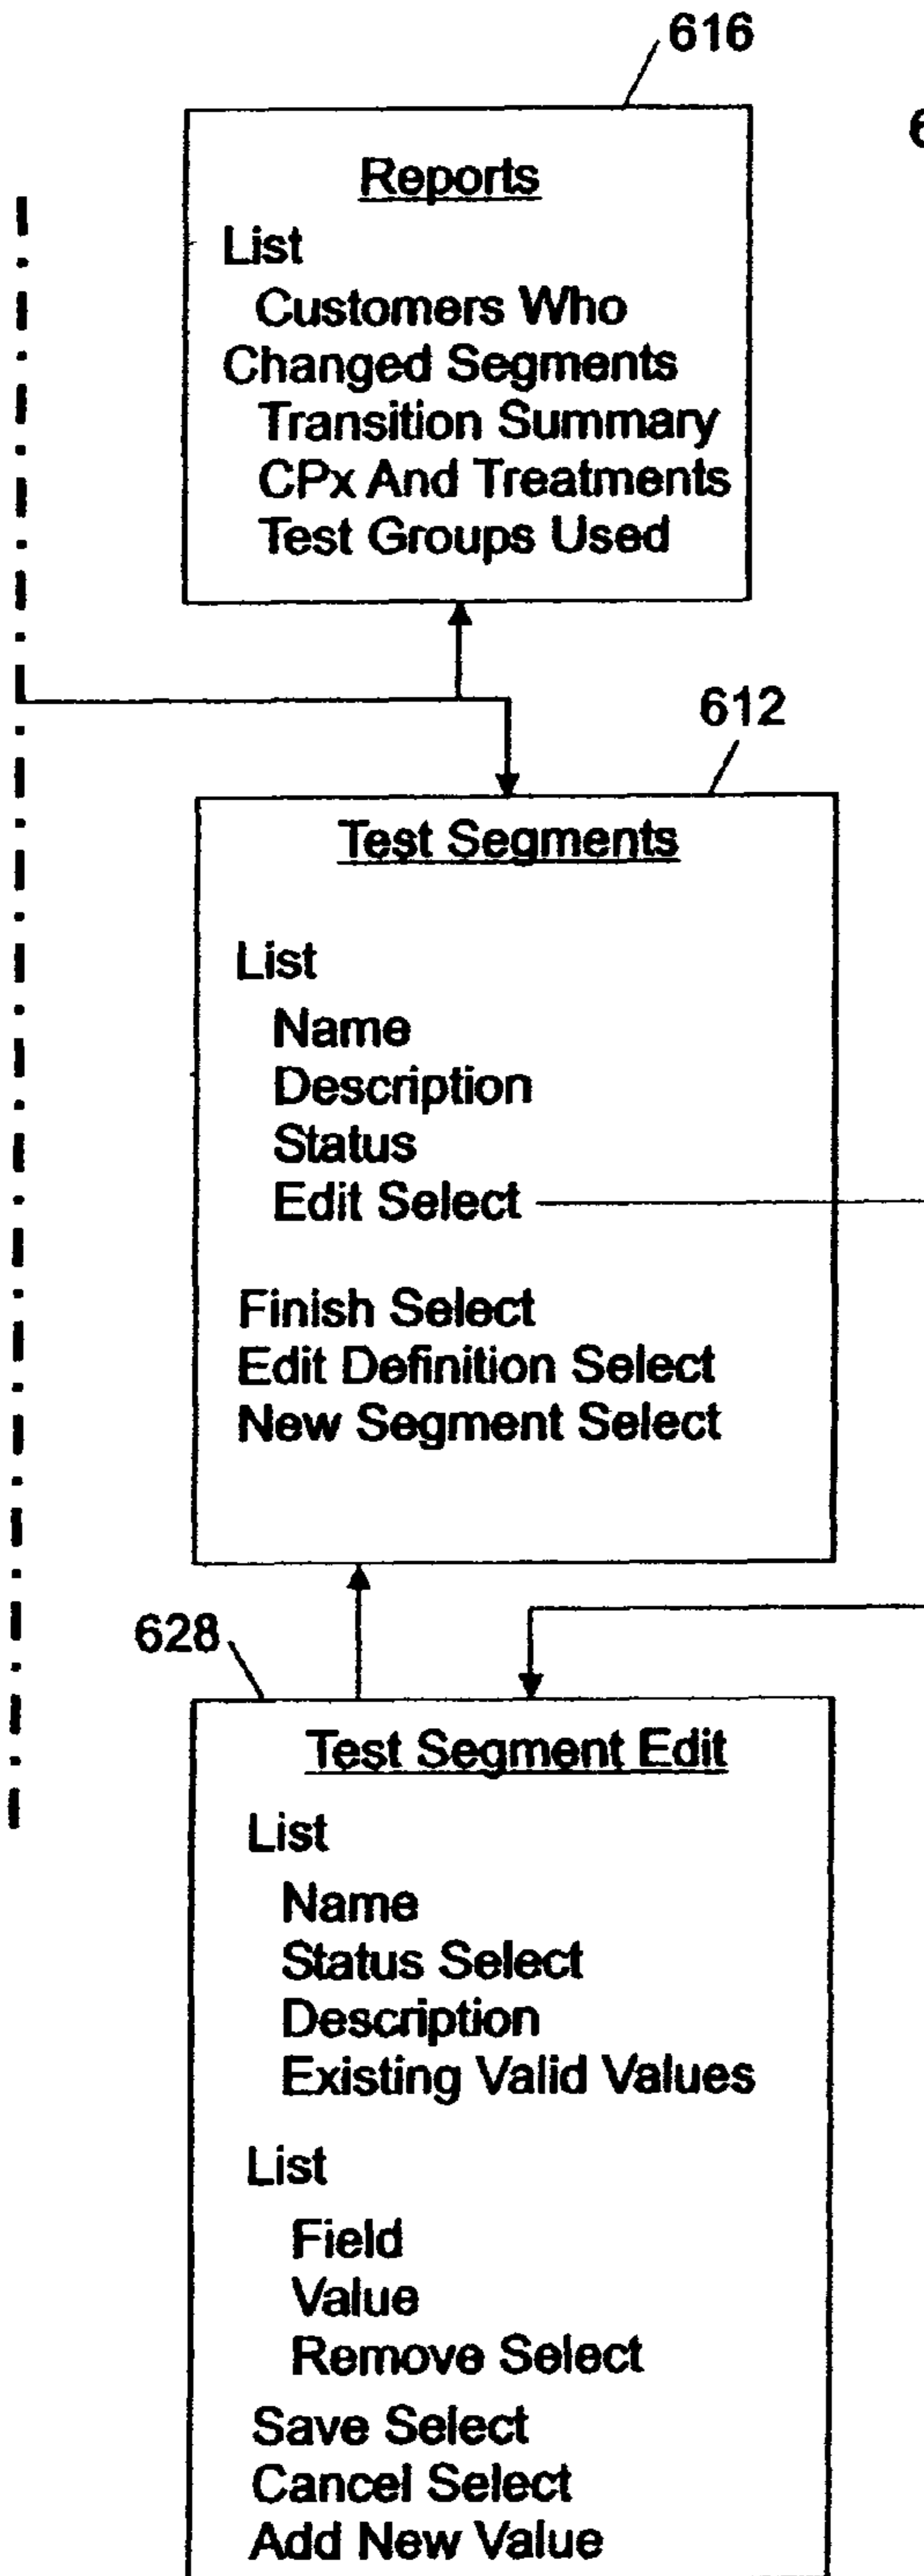 616
6
Reports
List
Customers Who
Changed Segments
Transition Summary
CPx And Treatments
Test Groups Used
612
Test Segments
List
Name
Description
Status
Edit Select
Finish Select
Edit Definition Select
New Segment Select
628
Test Segment Edit
List
Name
Status Select
Description
Existing Valid Values
List
Field
Value
Remove Select
Save Select
Cancel Select
Add New Value